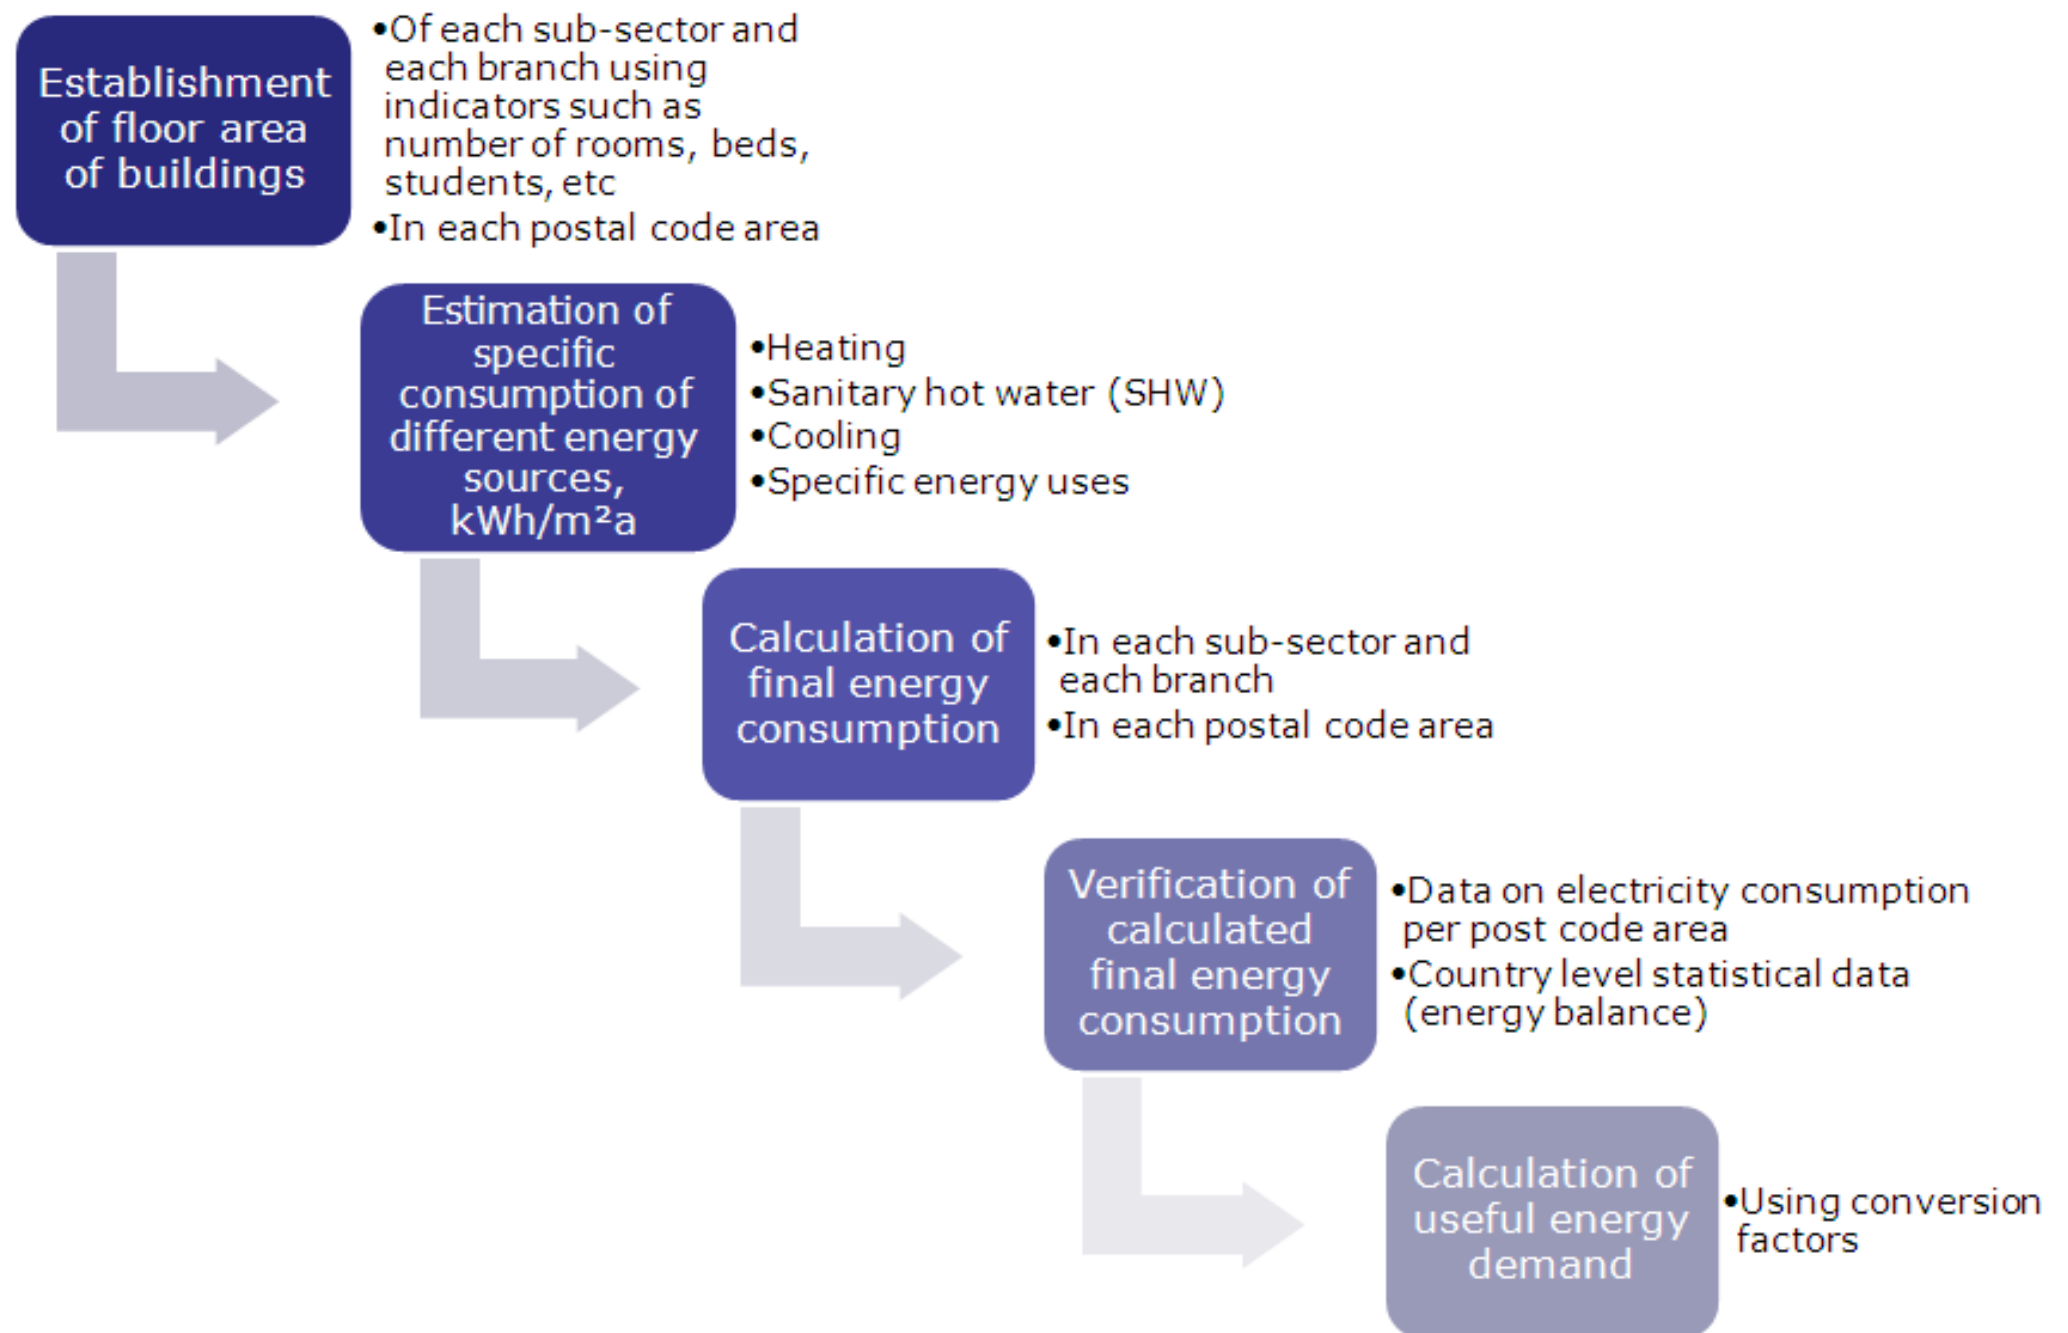 Establishment
of floor area
of buildings
•Of each sub-sector and
each branch using
indicators such as
number of rooms, beds,
students, etc
•In each postal code area
Estimation of
specific
consumption of
different energy
sources,
kWh/m²a
•Heating
•Sanitary hot water (SHW)
•Cooling
•Specific energy uses
Calculation of
final energy
consumption
•In each sub-sector and
each branch
•In each postal code area
Verification of
calculated
final energy
consumption
•Data on electricity consumption
per post code area
•Country level statistical data
(energy balance)
Calculation of
useful energy
demand
•Using conversion
factors